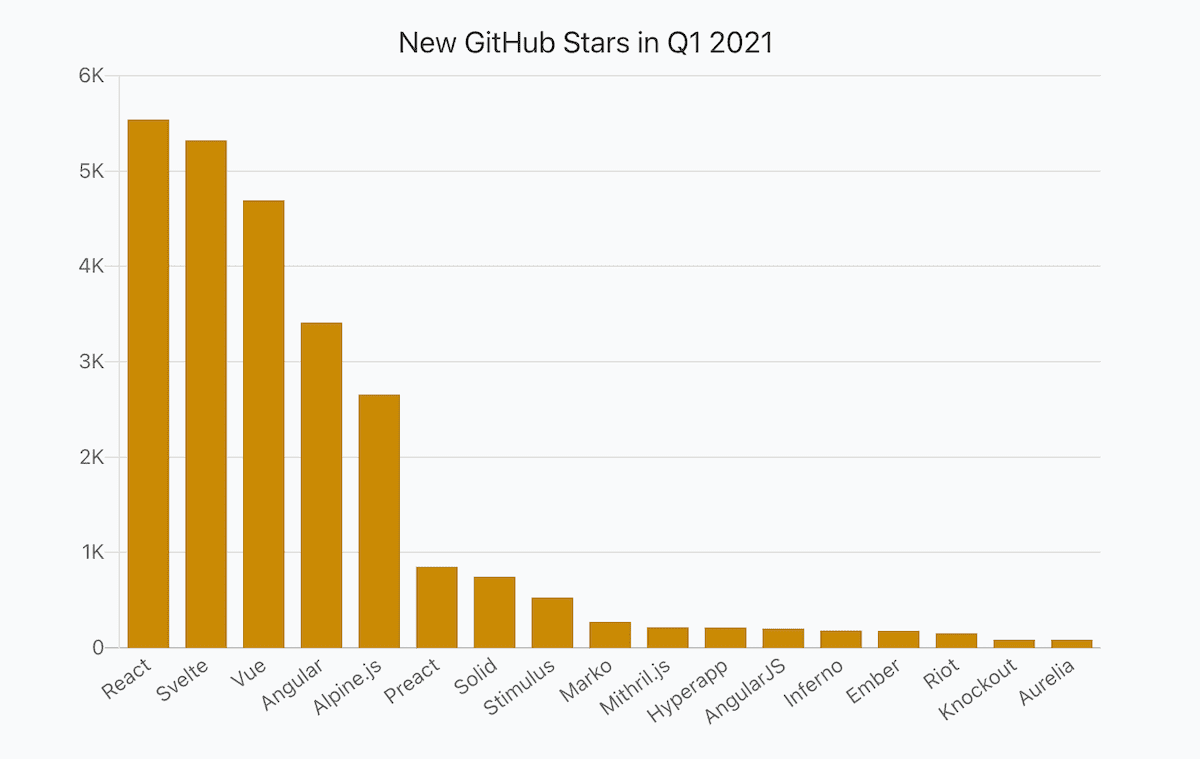 New GitHub Stars in Q1 2021
6K
5K
4K
3K
2K
1K
0
React
Svelte
Vue
Angular
Alpine.js
Preact
Solid
Stimulus
Marko
Mithril.js
Hyperapp
AngularJS
Inferno
Ember
Riot
Knockout
Aurelia